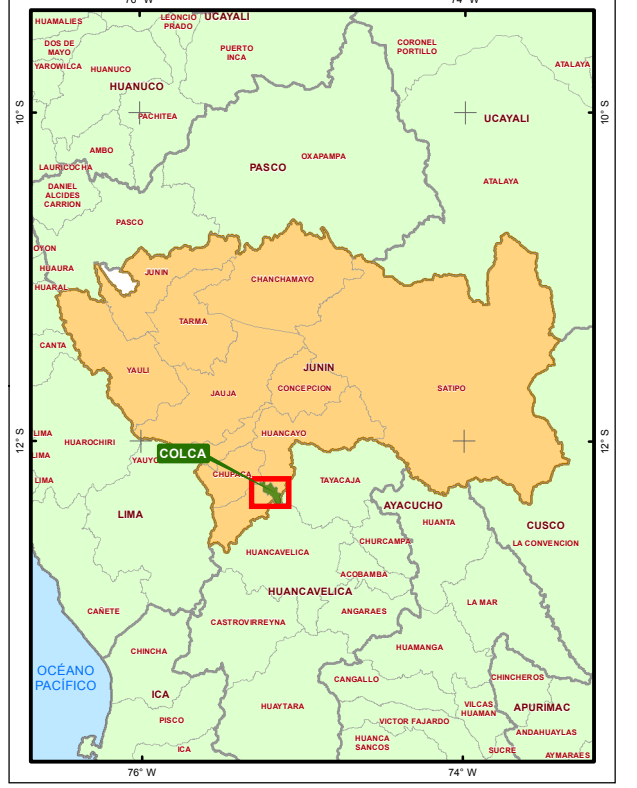 76° W
74° W
HUAMALIES
LEONCIO
PRADO
UCAYALI
DOS DE
MAYO
PUERTO
INCA
CORONEL
PORTILLO
YAROWILCA
HUANUCO
ATALAYA
HUANUCO
10° S
10° S
PACHITEA
UCAYALI
AMBO
OXAPAMPA
LAURICOCHA
PASCO
DANIEL
ALCIDES
CARRION
ATALAYA
PASCO
OYON
HUAURA
JUNIN
CHANCHAMAYO
HUARAL
TARMA
CANTA
YAULI
JUNIN
JAUJA
CONCEPCION
SATIPO
LIMA
HUAROCHIRI
HUANCAYO
12° S
12° S
LIMA
YAUYO
COLCA
CHUPACA
LIMA
TAYACAJA
AYACUCHO
LIMA
HUANTA
CUSCO
CHURCAMPA
LA CONVENCION
HUANCAVELICA
ACOBAMBA
HUANCAVELICA
LA MAR
CAÑETE
ANGARAES
CASTROVIRREYNA
CHINCHA
HUAMANGA
OCÉANO
PACÍFICO
CANGALLO
CHINCHEROS
ICA
HUAYTARA
VILCAS
HUAMAN
APURIMAC
PISCO
VICTOR FAJARDO
ANDAHUAYLAS
HUANCA
SANCOS
ICA
SUCRE
AYMARAES
76° W
74° W